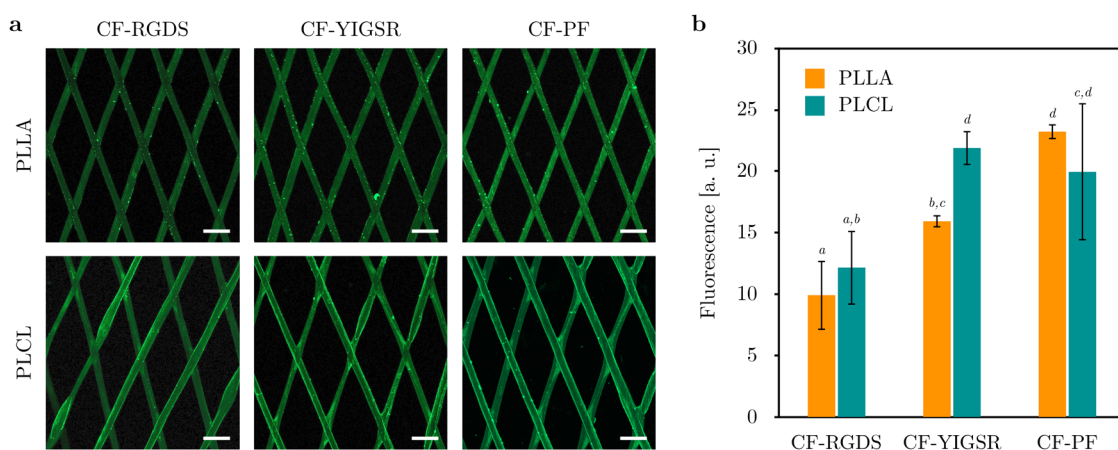 a
CF-RGDS CF-YIGSR CF-PF
PLLA
PLCL
b
Fluorescence [a. u.]
30
25
20
15
10
5
0
PLLA
PLCL
a
a,b
b,c
d
d
c,d
CF-RGDS CF-YIGSR CF-PF